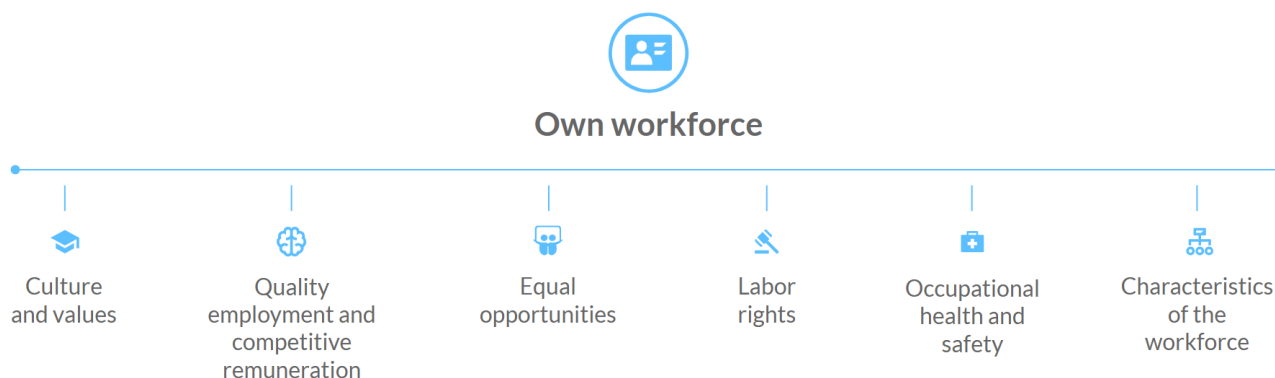 Own workforce
Culture
and values
Quality
employment and
competitive
remuneration
Equal
opportunities
Labor
rights
Occupational
health and
safety
Characteristics
of the
workforce